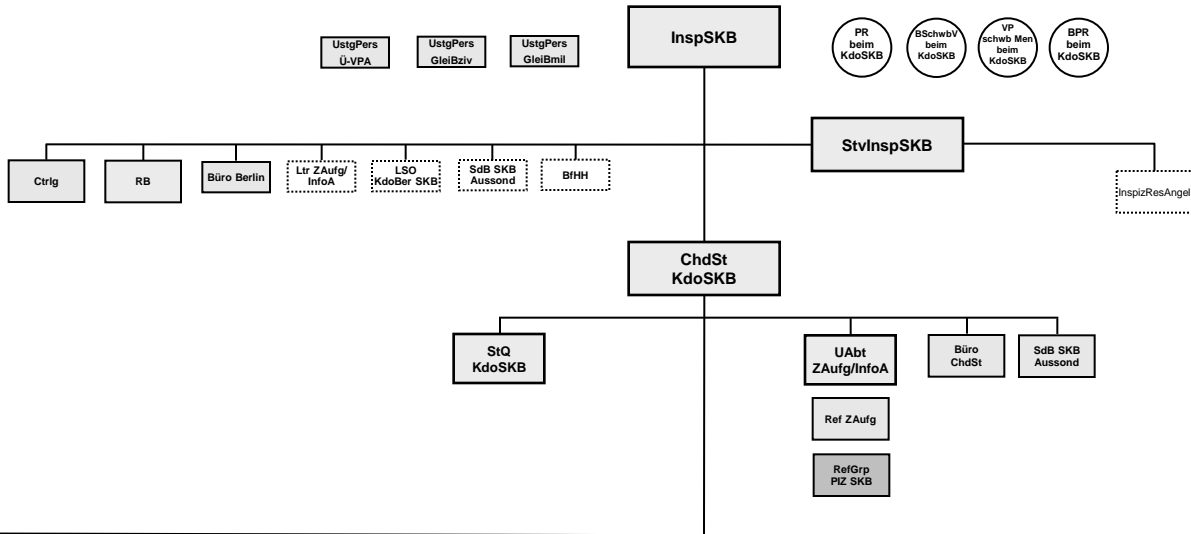 InspSKB
UstgPers
Ü-VPA
UstgPers
GleiBziv
UstgPers
GleiBmil
PR
beim
KdoSKB
BSchwbV
beim
KdoSKB
VP
schwb Men
beim
KdoSKB
BPR
beim
KdoSKB
StvInspSKB
Ctrlg
RB
Büro Berlin
Ltr ZAufg/
InfoA
LSO
KdoBer SKB
SdB SKB
Aussond
BfHH
InspizResAngel
ChdSt
KdoSKB
StQ
KdoSKB
UAbt
ZAufg/InfoA
Büro
ChdSt
SdB SKB
Aussond
Ref ZAufg
RefGrp
PIZ SKB